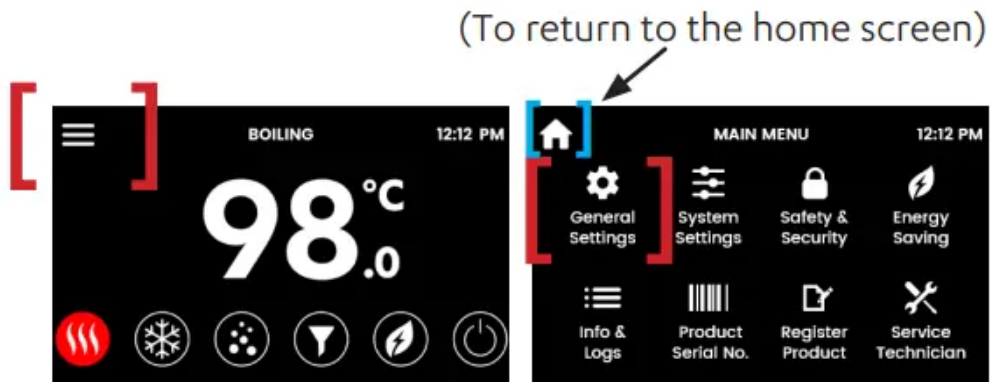 (To return to the home screen)
BOILING 12:12 PM
98.0 °C
MAIN MENU 12:12 PM
General Settings
System Settings
Safety & Security
Energy Saving
Info & Logs
Product Serial No.
Register Product
Service Technician